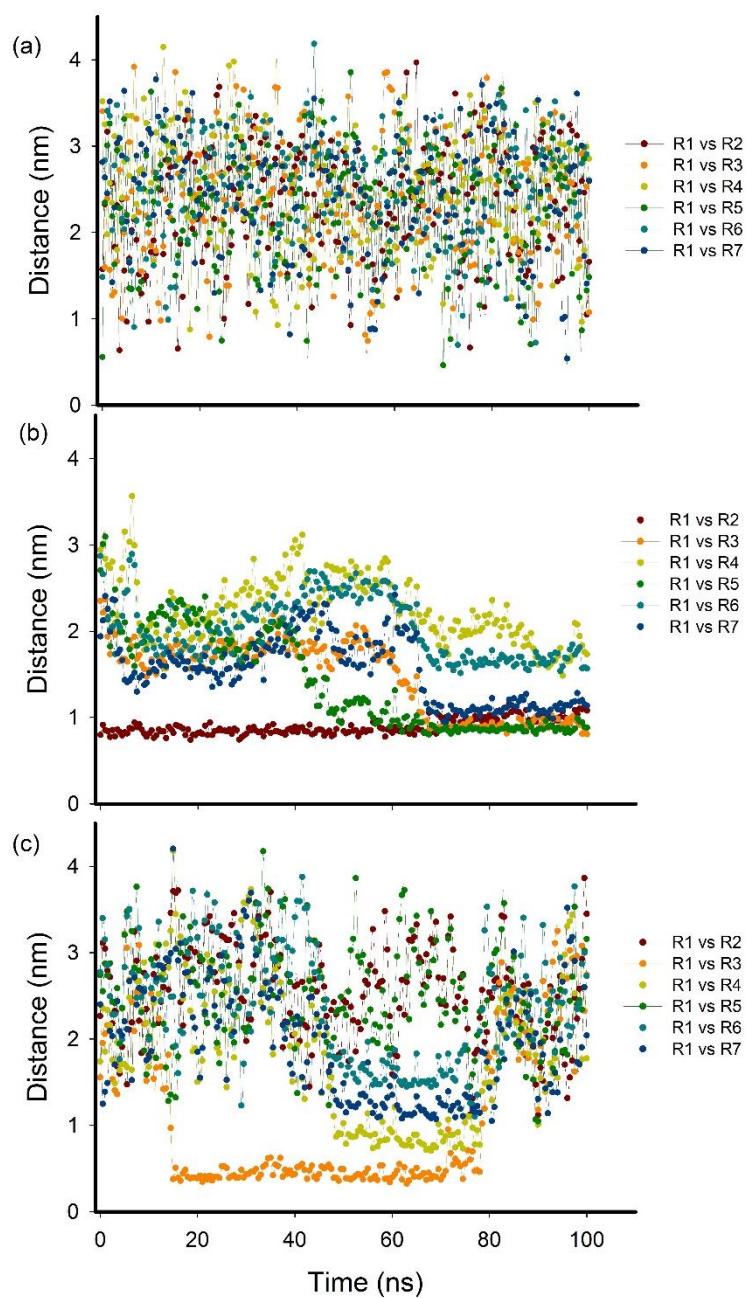 (a)
4
3
2
1
0
Distance (nm)
R1 vs R2
R1 vs R3
R1 vs R4
R1 vs R5
R1 vs R6
R1 vs R7
(b)
4
3
2
1
0
Distance (nm)
R1 vs R2
R1 vs R3
R1 vs R4
R1 vs R5
R1 vs R6
R1 vs R7
(c)
4
3
2
1
0
Distance (nm)
R1 vs R2
R1 vs R3
R1 vs R4
R1 vs R5
R1 vs R6
R1 vs R7
0 20 40 60 80 100
Time (ns)